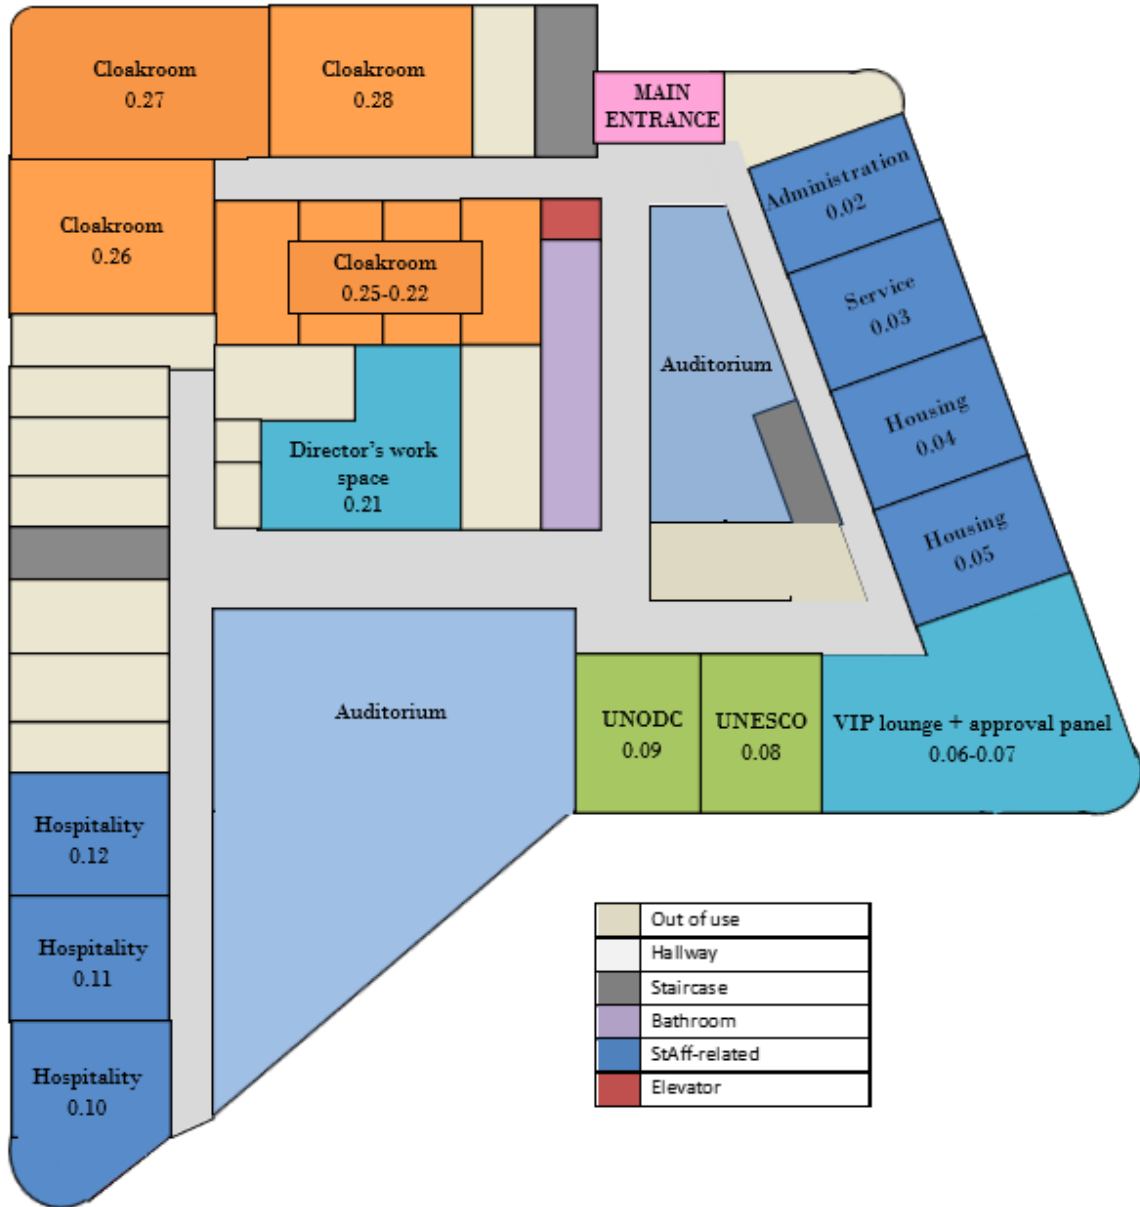 Cloakroom
0.27
Cloakroom
0.28
MAIN
ENTRANCE
Administration
0.02
Cloakroom
0.26
Cloakroom
0.25-0.22
Service
0.03
Auditorium
Housing
0.04
Director's work
space
0.21
Housing
0.05
Auditorium
UNODC
0.09
UNESCO
0.08
VIP lounge + approval panel
0.06-0.07
Hospitality
0.12
Hospitality
0.11
Hospitality
0.10
Out of use
Hallway
Staircase
Bathroom
StAff-related
Elevator